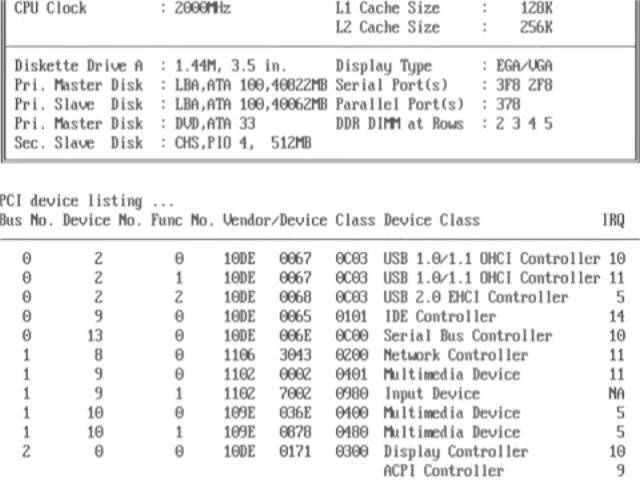 CPU Clock : 2000MHz L1 Cache Size : 128K
L2 Cache Size : 256K
Diskette Drive A : 1.44M, 3.5 in. Display Type : EGA/VGA
Pri. Master Disk : LBA,ATA 100,40822MB Serial Port(s) : 3F8 2F8
Pri. Slave Disk : LBA,ATA 100,40062MB Parallel Port(s) : 378
Pri. Master Disk : DVD,ATA 33 DDR DIMM at Rows : 2 3 4 5
Sec. Slave Disk : CHS,PIO 4, 512MB
PCI device listing ...
Bus No. Device No. Func No. Vendor/Device Class Device Class IRQ
0 2 0 10DE 0067 0C03 USB 1.0/1.1 OHCI Controller 10
0 2 1 10DE 0067 0C03 USB 1.0/1.1 OHCI Controller 11
0 2 2 10DE 0068 0C03 USB 2.0 EHCI Controller 5
0 9 0 10DE 0065 0101 IDE Controller 14
0 13 0 10DE 006E 0C00 Serial Bus Controller 10
1 8 0 1106 3043 0200 Network Controller 11
1 9 0 1102 0002 0401 Multimedia Device 11
1 9 1 1102 7002 0980 Input Device NA
1 10 0 109E 036E 0400 Multimedia Device 5
1 10 1 109E 0878 0480 Multimedia Device 5
2 0 0 10DE 0171 0300 Display Controller 10
ACPI Controller 9